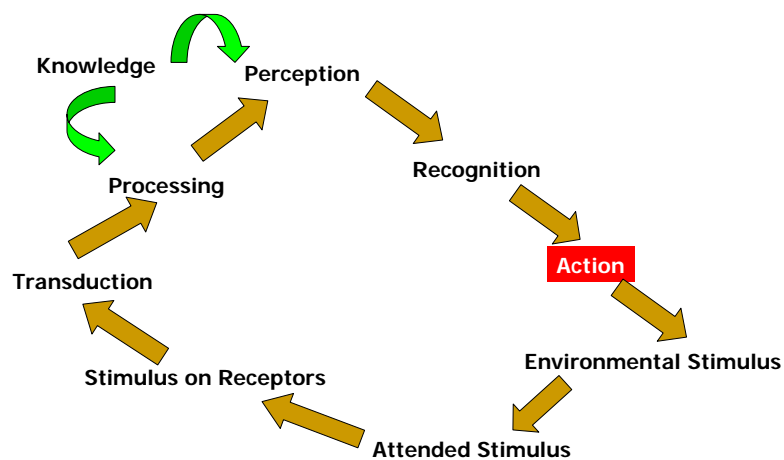 Knowledge
Perception
Recognition
Processing
Action
Transduction
Environmental Stimulus
Stimulus on Receptors
Attended Stimulus